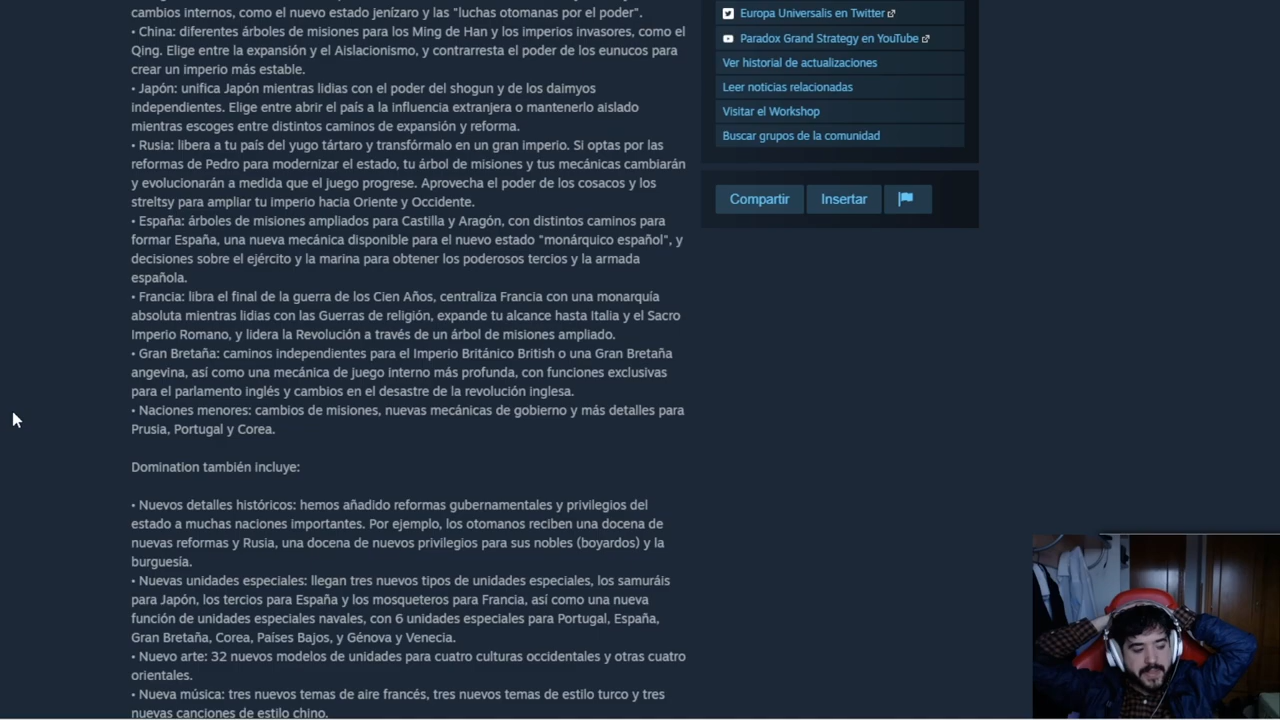 cambios internos, como el nuevo estado jenízaro y las "luchas otomanas por el poder".
• China: diferentes árboles de misiones para los Ming de Han y los imperios invasores, como el
Qing. Elige entre la expansión y el Aislacionismo, y contrarresta el poder de los eunucos para
crear un imperio más estable.
• Japón: unifica Japón mientras lidias con el poder del shogun y de los daimyos
independientes. Elige entre abrir el país a la influencia extranjera o mantenerlo aislado
mientras escoges entre distintos caminos de expansión y reforma.
• Rusia: libera a tu país del yugo tártaro y transfórmalo en un gran imperio. Si optas por las
reformas de Pedro para modernizar el estado, tu árbol de misiones y tus mecánicas cambiarán
y evolucionarán a medida que el juego progrese. Aprovecha el poder de los cosacos y los
streltsy para ampliar tu imperio hacia Oriente y Occidente.
• España: árboles de misiones ampliados para Castilla y Aragón, con distintos caminos para
formar España, una nueva mecánica disponible para el nuevo estado "monárquico español", y
decisiones sobre el ejército y la marina para obtener los poderosos tercios y la armada
española.
• Francia: libra el final de la guerra de los Cien Años, centraliza Francia con una monarquía
absoluta mientras lidias con las Guerras de religión, expande tu alcance hasta Italia y el Sacro
Imperio Romano, y lidera la Revolución a través de un árbol de misiones ampliado.
• Gran Bretaña: caminos independientes para el Imperio Británico British o una Gran Bretaña
angevina, así como una mecánica de juego interno más profunda, con funciones exclusivas
para el parlamento inglés y cambios en el desastre de la revolución inglesa.
• Naciones menores: cambios de misiones, nuevas mecánicas de gobierno y más detalles para
Prusia, Portugal y Corea.
Domination también incluye:
• Nuevos detalles históricos: hemos añadido reformas gubernamentales y privilegios del
estado a muchas naciones importantes. Por ejemplo, los otomanos reciben una docena de
nuevas reformas y Rusia, una docena de nuevos privilegios para sus nobles (boyardos) y la
burguesía.
• Nuevas unidades especiales: llegan tres nuevos tipos de unidades especiales, los samuráis
para Japón, los tercios para España y los mosqueteros para Francia, así como una nueva
función de unidades especiales navales, con 6 unidades especiales para Portugal, España,
Gran Bretaña, Corea, Países Bajos, y Génova y Venecia.
• Nuevo arte: 32 nuevos modelos de unidades para cuatro culturas occidentales y otras cuatro
orientales.
• Nueva música: tres nuevos temas de aire francés, tres nuevos temas de estilo turco y tres
nuevas canciones de estilo chino.
Europa Universalis en Twitter
Paradox Grand Strategy en YouTube
Ver historial de actualizaciones
Leer noticias relacionadas
Visitar el Workshop
Buscar grupos de la comunidad
Compartir
Insertar